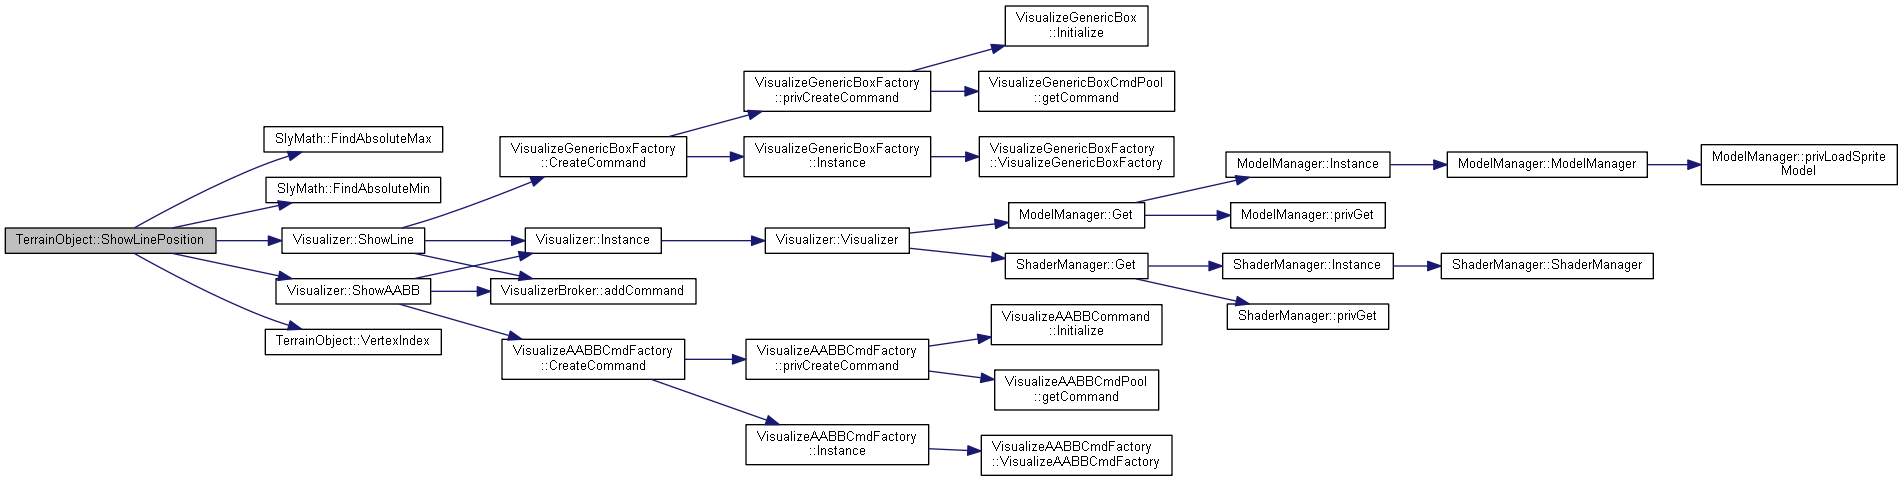 TerrainObject::ShowLinePosition
SlyMath::FindAbsoluteMax
SlyMath::FindAbsoluteMin
Visualizer::ShowLine
Visualizer::ShowAABB
TerrainObject::VertexIndex
VisualizeGenericBoxFactory
::CreateCommand
Visualizer::Instance
VisualizerBroker::addCommand
VisualizeAABBCmdFactory
::CreateCommand
VisualizeGenericBoxFactory
::privCreateCommand
VisualizeGenericBoxFactory
::Instance
Visualizer::Visualizer
VisualizeAABBCmdFactory
::privCreateCommand
VisualizeAABBCmdFactory
::Instance
VisualizeGenericBox
::Initialize
VisualizeGenericBoxCmdPool
::getCommand
VisualizeGenericBoxFactory
::VisualizeGenericBoxFactory
ModelManager::Get
ShaderManager::Get
VisualizeAABBCommand
::Initialize
VisualizeAABBCmdPool
::getCommand
VisualizeAABBCmdFactory
::VisualizeAABBCmdFactory
ModelManager::Instance
ModelManager::privGet
ShaderManager::Instance
ShaderManager::privGet
ModelManager::ModelManager
ShaderManager::ShaderManager
ModelManager::privLoadSprite
Model